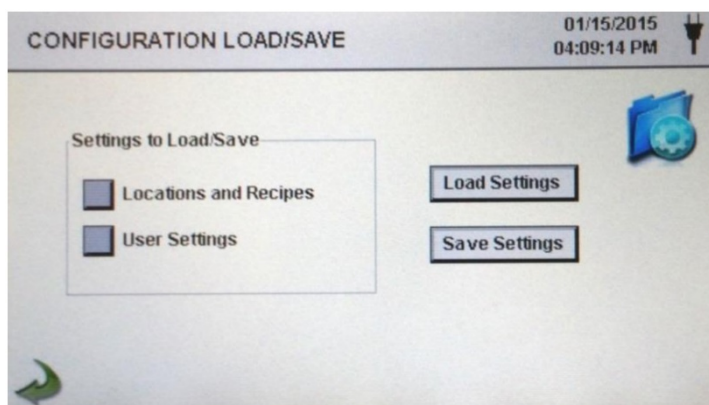 CONFIGURATION LOAD/SAVE
01/15/2015
04:09:14 PM
Settings to Load/Save
Locations and Recipes
User Settings
Load Settings
Save Settings